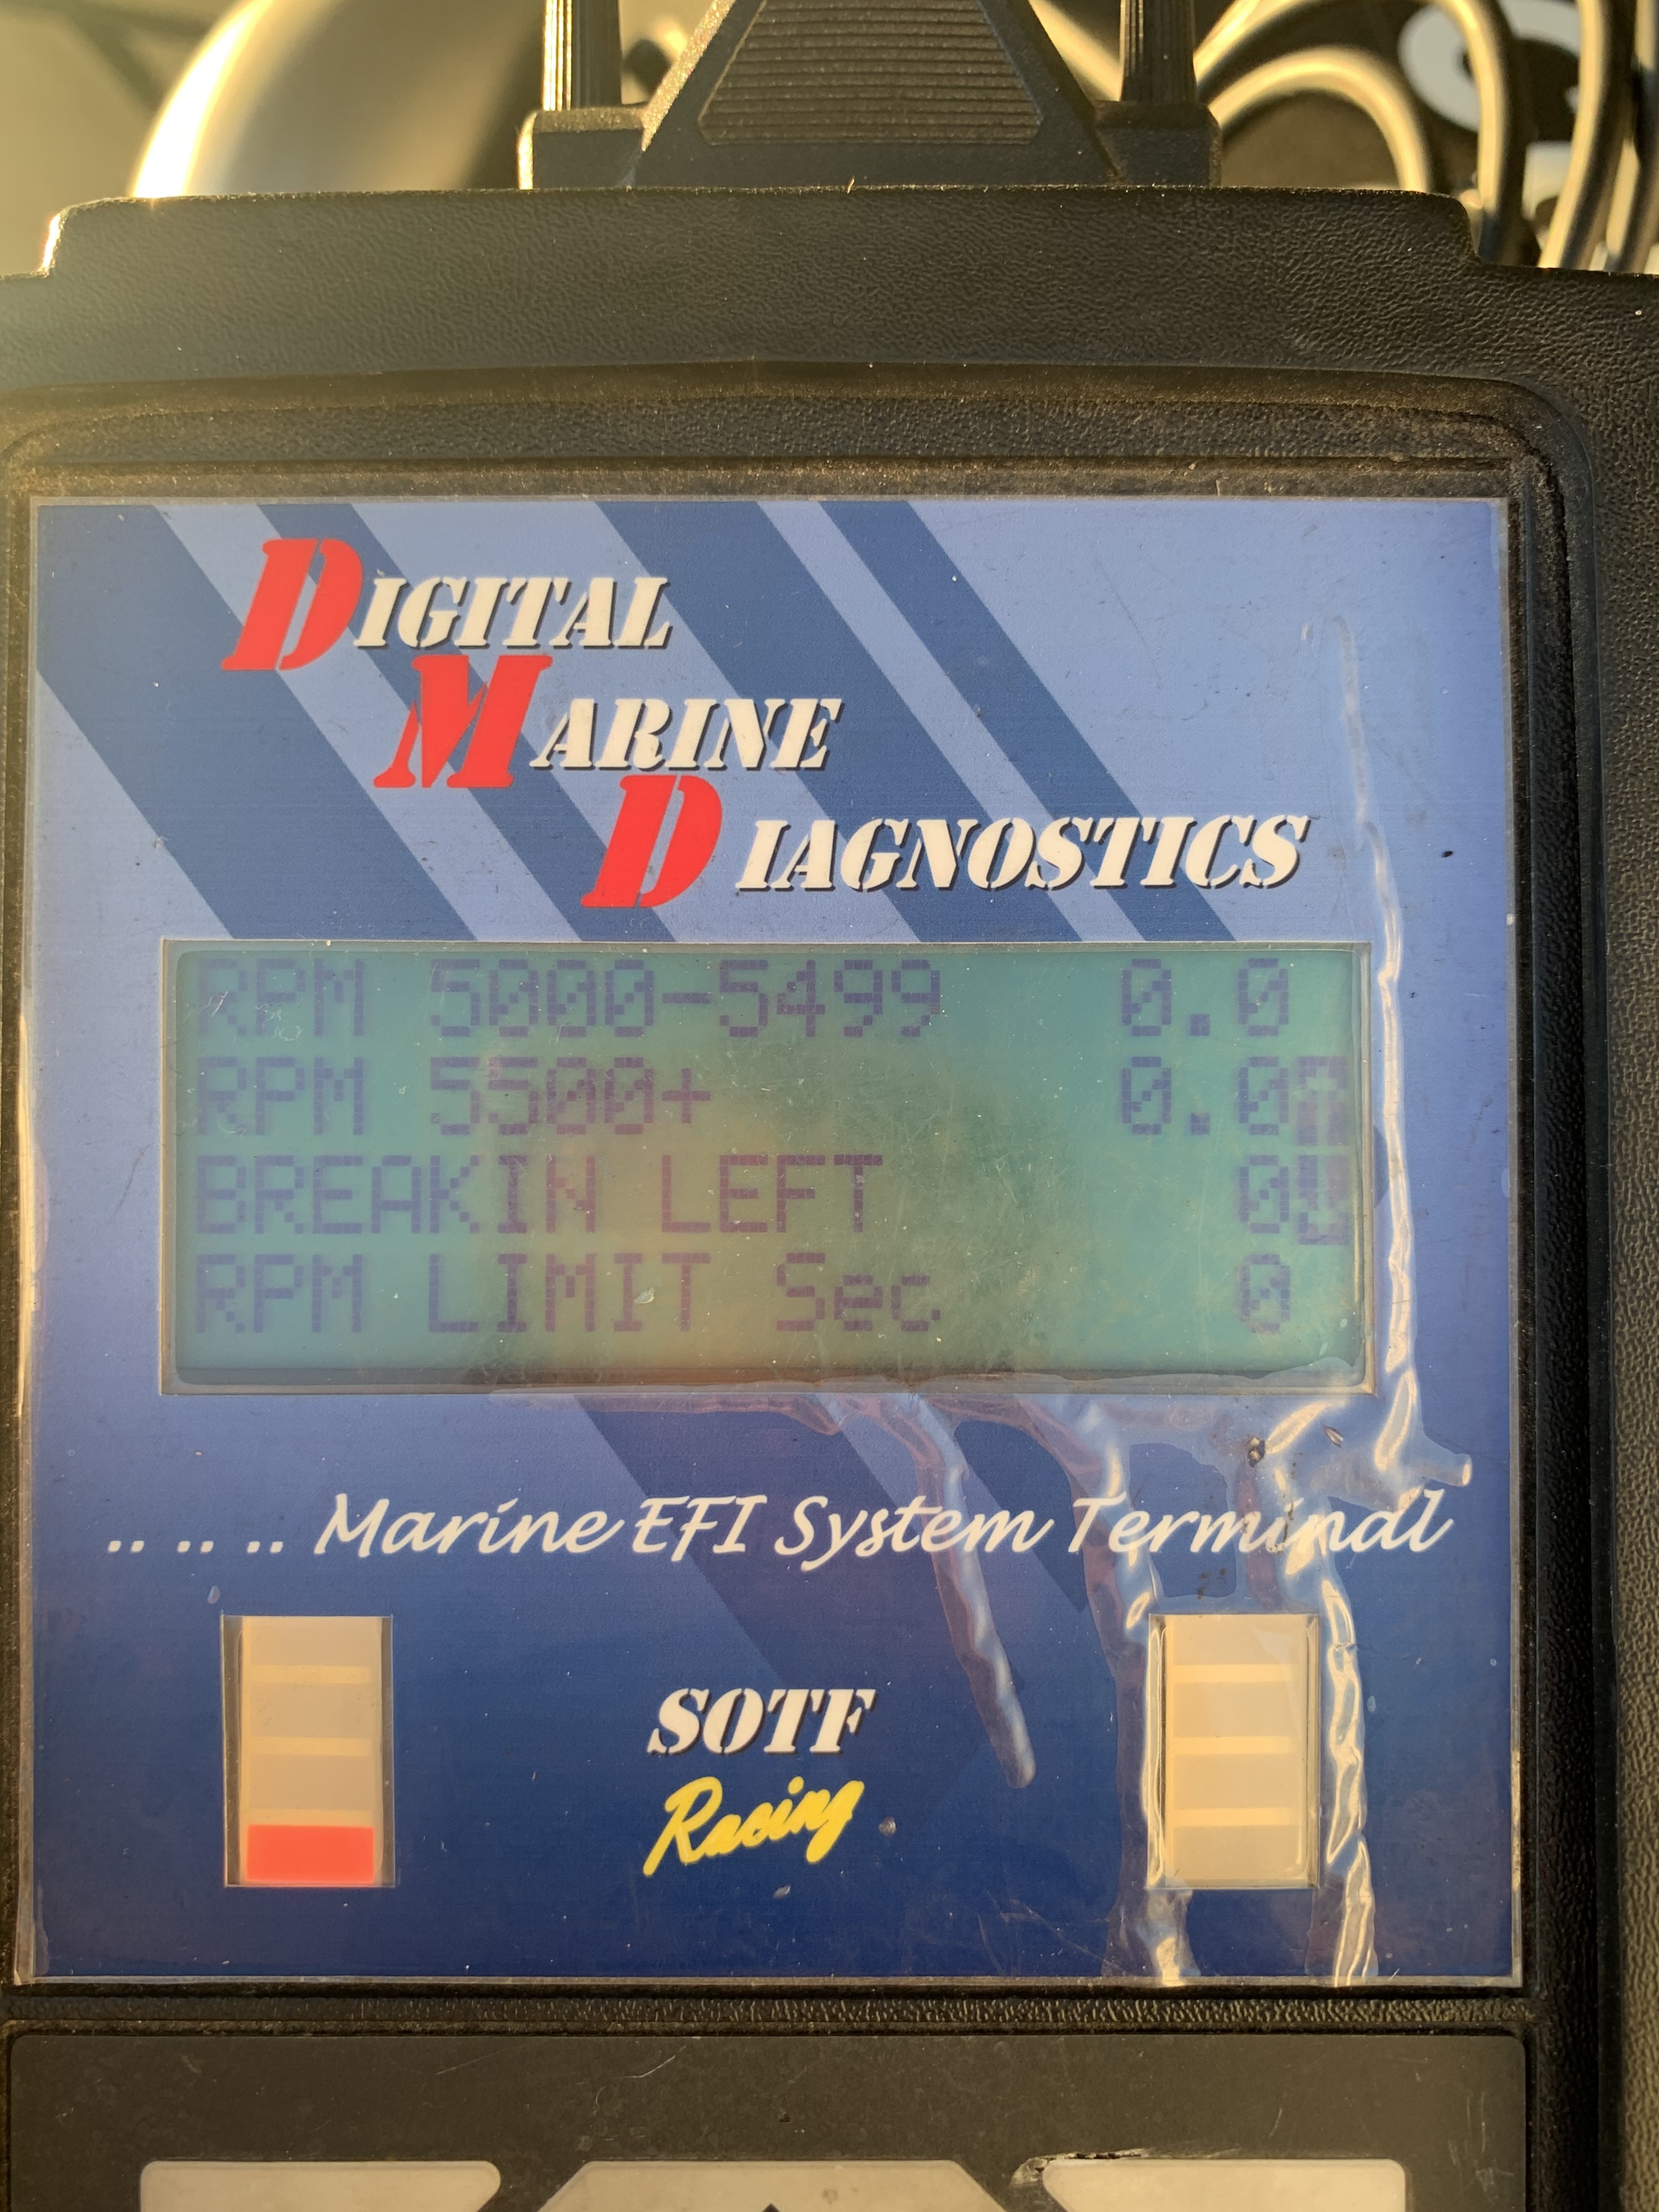 DIGITAL
MARINE
DIAGNOSTICS
RPM 5000-5499 0.0
RPM 5500+ 0.0
BREAKIN LEFT 0
RPM LIMIT Sec 0
.. .. .. Marine EFI System Terminal
SOTF
Racing